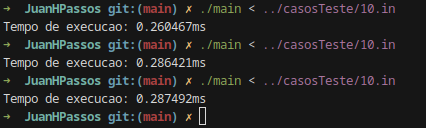 ➜ JuanHPassos git:(main) ✗ ./main < ../casosTeste/10.in
Tempo de execucao: 0.260467ms
➜ JuanHPassos git:(main) ✗ ./main < ../casosTeste/10.in
Tempo de execucao: 0.286421ms
➜ JuanHPassos git:(main) ✗ ./main < ../casosTeste/10.in
Tempo de execucao: 0.287492ms
➜ JuanHPassos git:(main) ✗